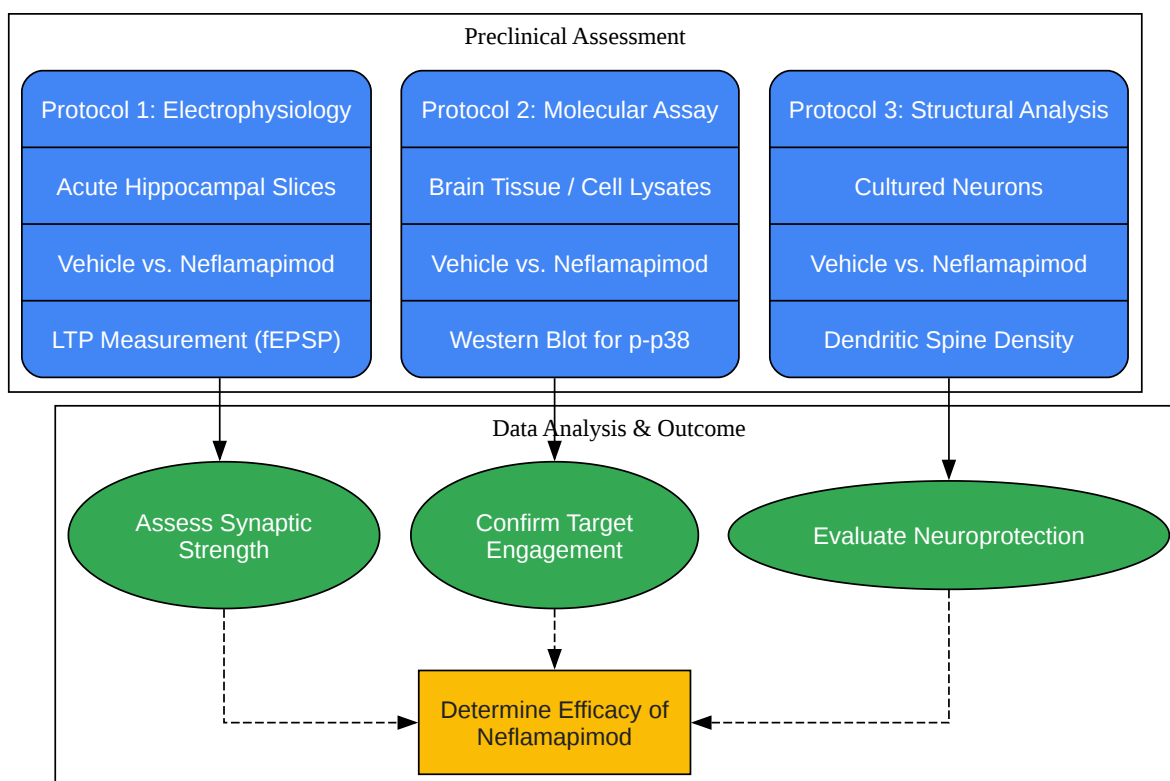 Preclinical Assessment
Protocol 1: Electrophysiology
Acute Hippocampal Slices
Vehicle vs. Neflamapimod
LTP Measurement (fEPSP)
Protocol 2: Molecular Assay
Brain Tissue / Cell Lysates
Vehicle vs. Neflamapimod
Western Blot for p-p38
Protocol 3: Structural Analysis
Cultured Neurons
Vehicle vs. Neflamapimod
Dendritic Spine Density
Data Analysis & Outcome
Assess Synaptic
Strength
Confirm Target
Engagement
Evaluate Neuroprotection
Determine Efficacy of
Neflamapimod